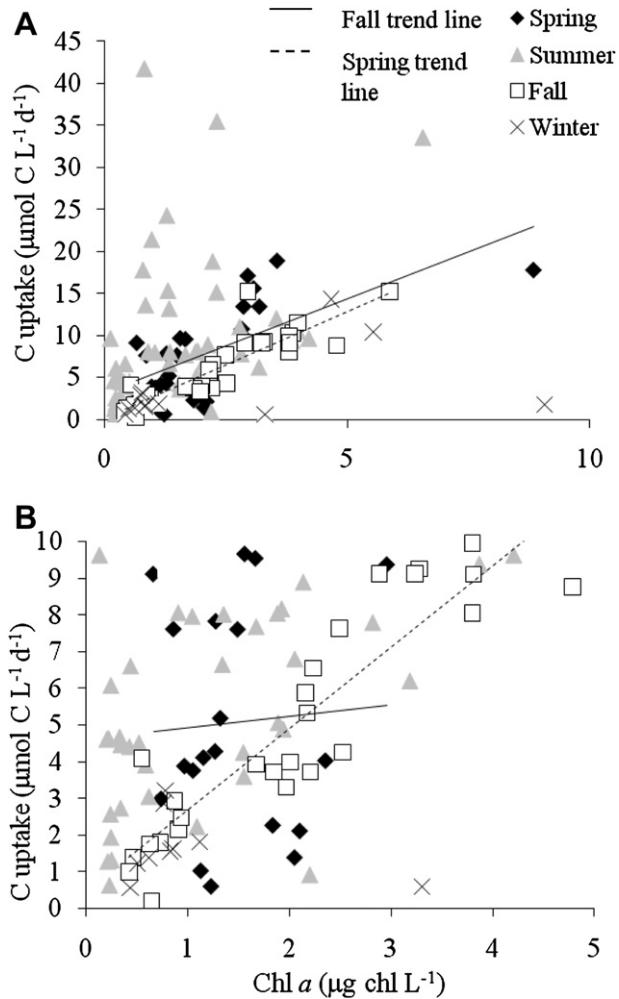 A
Fall trend line
Spring trend
line
Spring
Summer
Fall
Winter
C uptake (µmol C L-1 d-1)
45
40
35
30
25
20
15
10
5
0
0 5 10
B
C uptake (µmol C L-1 d-1)
10
9
8
7
6
5
4
3
2
1
0
0 1 2 3 4 5
Chl a (µg chl L-1)